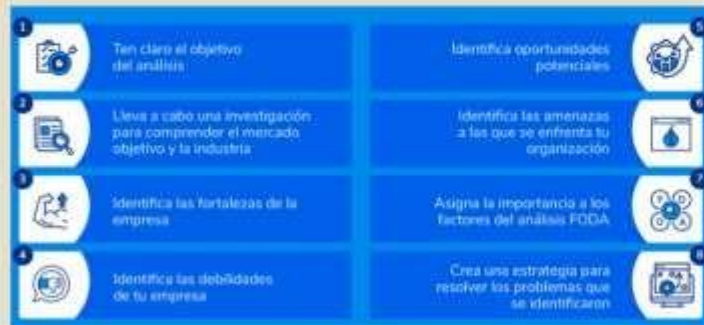 1
Ten claro el objetivo
del análisis
2
Lleva a cabo una investigación
para comprender el mercado
objetivo y la industria
3
Identifica las fortalezas de la
empresa
4
Identifica las debilidades
de tu empresa
5
Identifica oportunidades
potenciales
6
Identifica las amenazas
a las que se enfrenta tu
organización
7
Asigna la importancia a los
factores del análisis FODA
F O
D A
8
Crea una estrategia para
resolver los problemas que
se identificaron